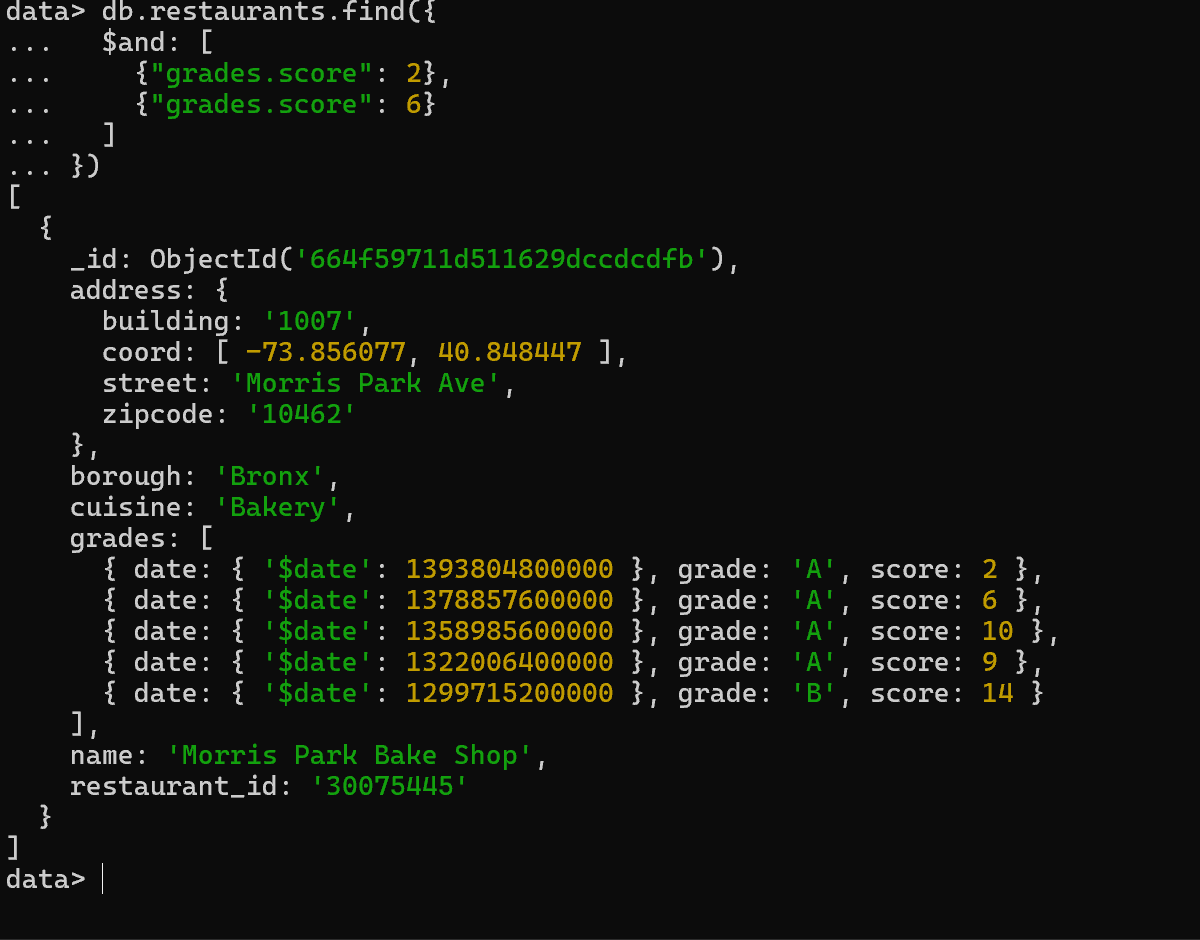 data> db.restaurants.find({
...   $and: [
...     {"grades.score": 2},
...     {"grades.score": 6}
...   ]
... })
[
  {
    _id: ObjectId('664f59711d511629dccdcdfb'),
    address: {
      building: '1007',
      coord: [ -73.856077, 40.848447 ],
      street: 'Morris Park Ave',
      zipcode: '10462'
    },
    borough: 'Bronx',
    cuisine: 'Bakery',
    grades: [
      { date: { '$date': 1393804800000 }, grade: 'A', score: 2 },
      { date: { '$date': 1378857600000 }, grade: 'A', score: 6 },
      { date: { '$date': 1358985600000 }, grade: 'A', score: 10 },
      { date: { '$date': 1322006400000 }, grade: 'A', score: 9 },
      { date: { '$date': 1299715200000 }, grade: 'B', score: 14 }
    ],
    name: 'Morris Park Bake Shop',
    restaurant_id: '30075445'
  }
]
data>